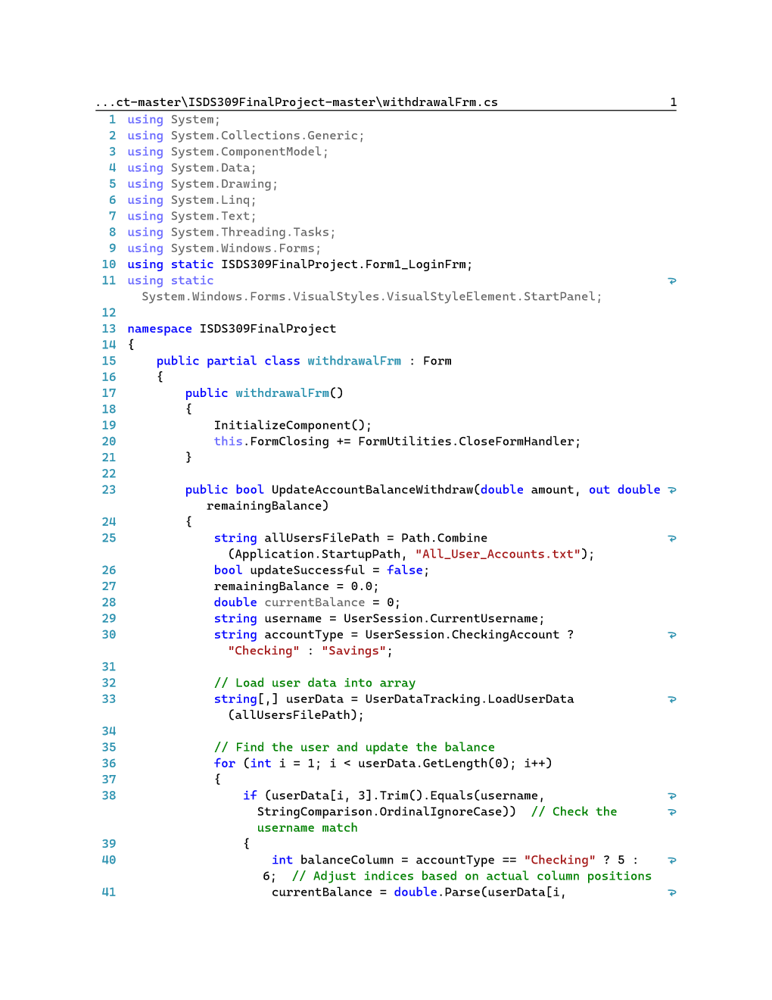 ...ct-master\ISDS309FinalProject-master\withdrawalFrm.cs 1
1 using System;
2 using System.Collections.Generic;
3 using System.ComponentModel;
4 using System.Data;
5 using System.Drawing;
6 using System.Linq;
7 using System.Text;
8 using System.Threading.Tasks;
9 using System.Windows.Forms;
10 using static ISDS309FinalProject.Form1_LoginFrm;
11 using static
System.Windows.Forms.VisualStyles.VisualStyleElement.StartPanel;
12
13 namespace ISDS309FinalProject
14 {
15 public partial class withdrawalFrm : Form
16 {
17 public withdrawalFrm()
18 {
19 InitializeComponent();
20 this.FormClosing += FormUtilities.CloseFormHandler;
21 }
22
23 public bool UpdateAccountBalanceWithdraw(double amount, out double
remainingBalance)
24 {
25 string allUsersFilePath = Path.Combine
(Application.StartupPath, "All_User_Accounts.txt");
26 bool updateSuccessful = false;
27 remainingBalance = 0.0;
28 double currentBalance = 0;
29 string username = UserSession.CurrentUsername;
30 string accountType = UserSession.CheckingAccount ?
"Checking" : "Savings";
31
32 // Load user data into array
33 string[,] userData = UserDataTracking.LoadUserData
(allUsersFilePath);
34
35 // Find the user and update the balance
36 for (int i = 1; i < userData.GetLength(0); i++)
37 {
38 if (userData[i, 3].Trim().Equals(username,
StringComparison.OrdinalIgnoreCase)) // Check the
username match
39 {
40 int balanceColumn = accountType == "Checking" ? 5 :
6; // Adjust indices based on actual column positions
41 currentBalance = double.Parse(userData[i,